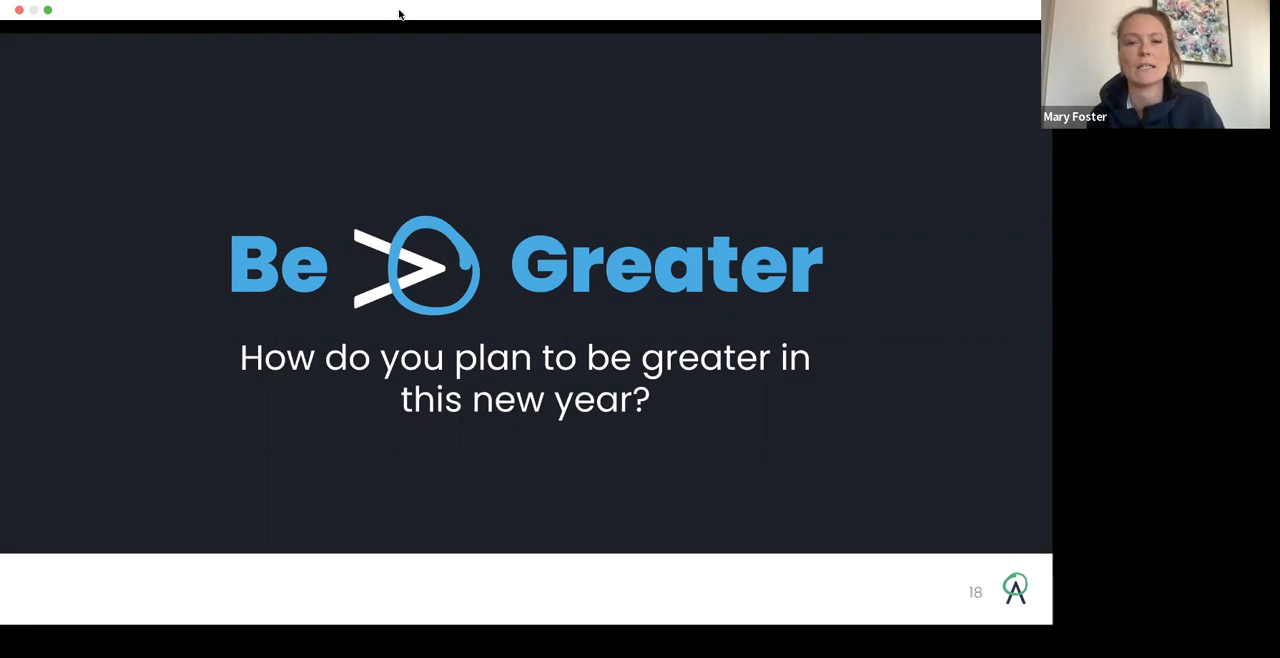 Mary Foster
Be > Greater
How do you plan to be greater in
this new year?
18